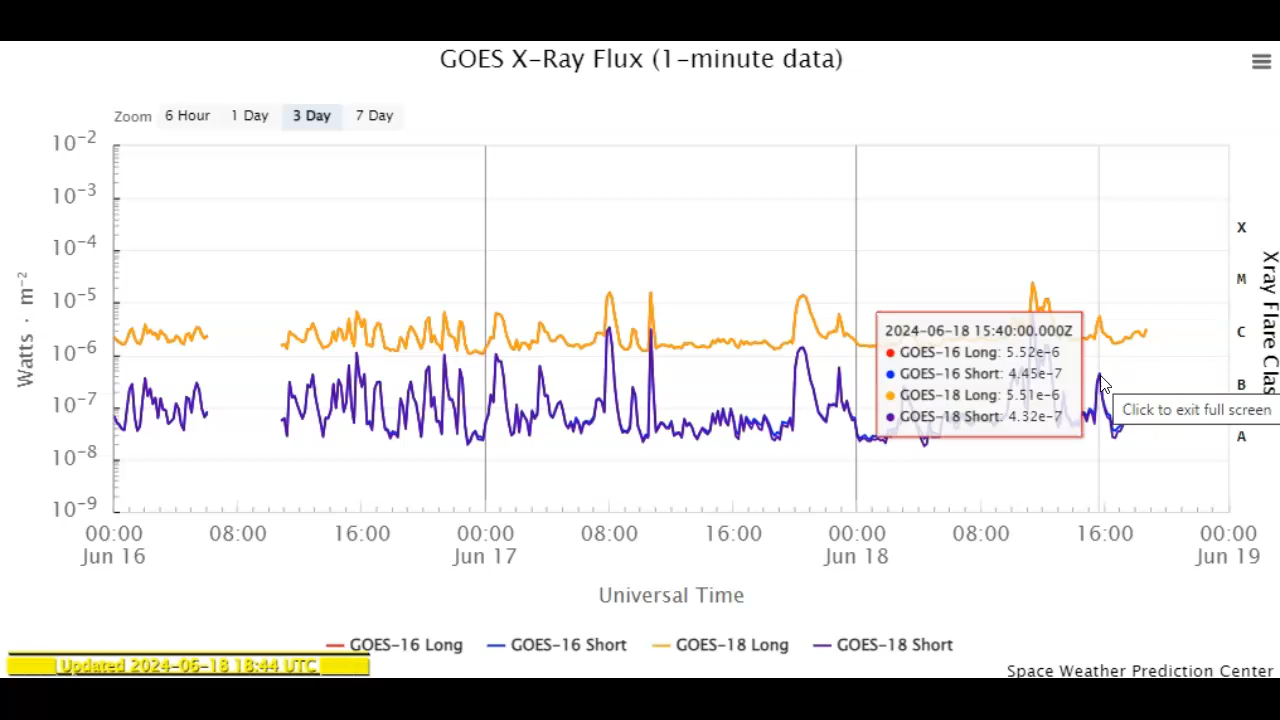 GOES X-Ray Flux (1-minute data)
Zoom 6 Hour 1 Day 3 Day 7 Day
10⁻²
10⁻³
10⁻⁴
10⁻⁵
10⁻⁶
10⁻⁷
10⁻⁸
10⁻⁹
Watts · m⁻²
X
M
C
B
A
Xray Flare Clas
2024-06-18 15:40:00.000Z
GOES-16 Long: 5.52e-6
GOES-16 Short: 4.45e-7
GOES-18 Long: 5.51e-6
GOES-18 Short: 4.32e-7
Click to exit full screen
00:00 08:00 16:00 00:00 08:00 16:00 00:00 08:00 16:00 00:00
Jun 16 Jun 17 Jun 18 Jun 19
Universal Time
GOES-16 Long GOES-16 Short GOES-18 Long GOES-18 Short
Updated 2024-06-18 18:44 UTC
Space Weather Prediction Center